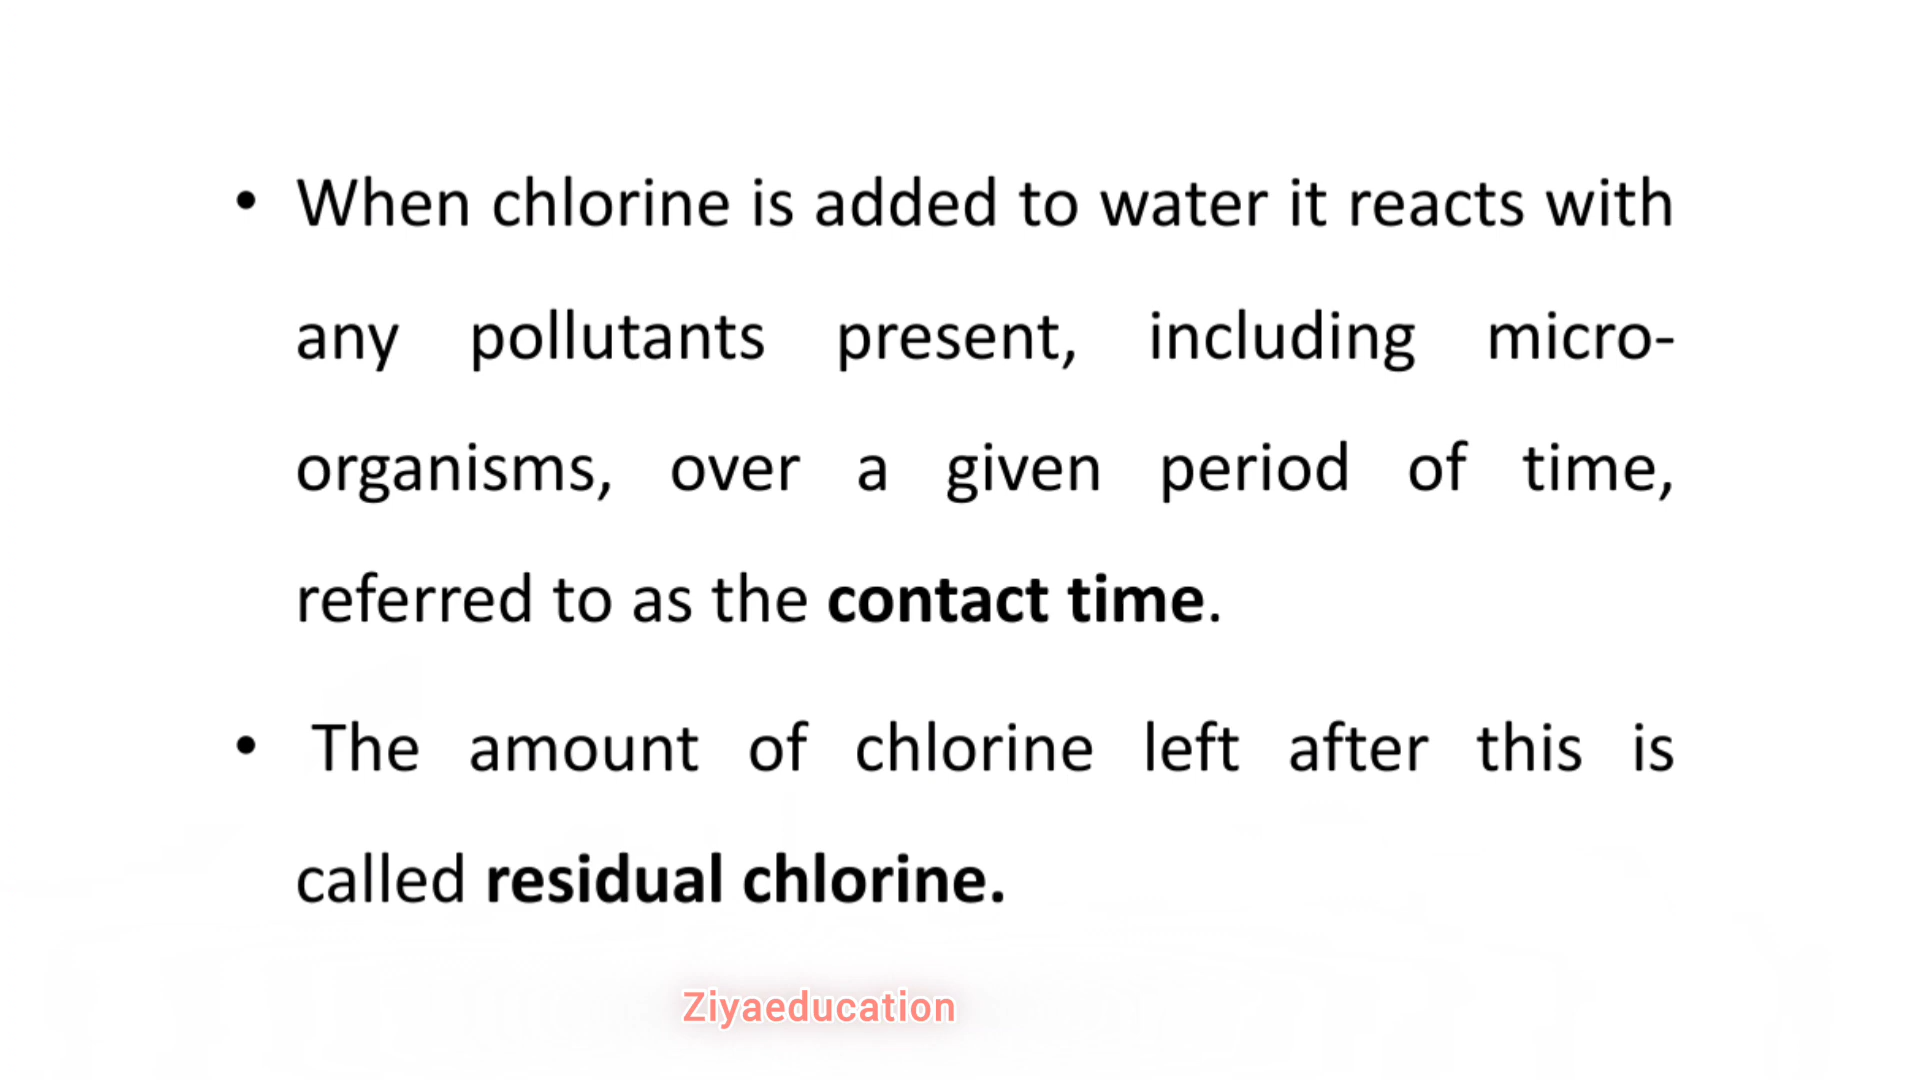 • When chlorine is added to water it reacts with
any pollutants present, including micro-
organisms, over a given period of time,
referred to as the contact time.
• The amount of chlorine left after this is
called residual chlorine.
Ziyaeducation